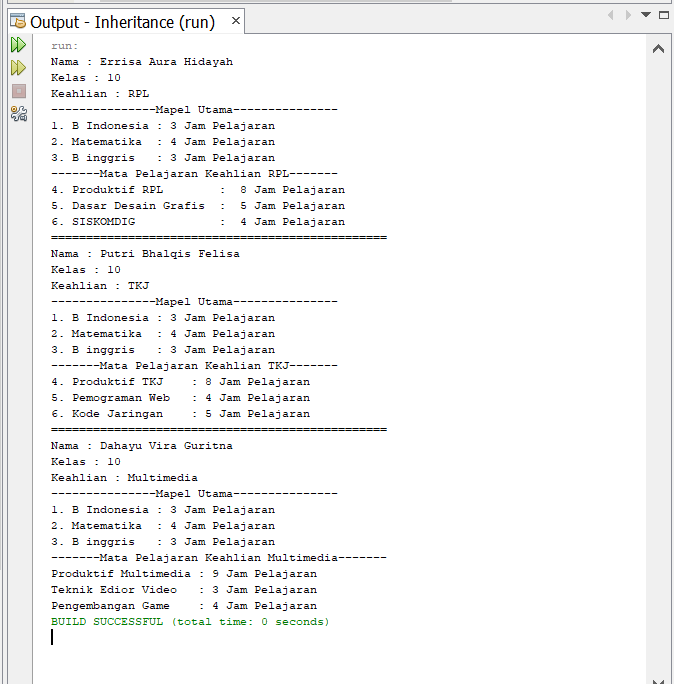 Output - Inheritance (run) ×
run:
Nama : Errisa Aura Hidayah
Kelas : 10
Keahlian : RPL
---------------Mapel Utama---------------
1. B Indonesia : 3 Jam Pelajaran
2. Matematika  : 4 Jam Pelajaran
3. B inggris   : 3 Jam Pelajaran
-------Mata Pelajaran Keahlian RPL-------
4. Produktif RPL        :  8 Jam Pelajaran
5. Dasar Desain Grafis  :  5 Jam Pelajaran
6. SISKOMDIG            :  4 Jam Pelajaran
================================================
Nama : Putri Bhalqis Felisa
Kelas : 10
Keahlian : TKJ
---------------Mapel Utama---------------
1. B Indonesia : 3 Jam Pelajaran
2. Matematika  : 4 Jam Pelajaran
3. B inggris   : 3 Jam Pelajaran
-------Mata Pelajaran Keahlian TKJ-------
4. Produktif TKJ    : 8 Jam Pelajaran
5. Pemograman Web   : 4 Jam Pelajaran
6. Kode Jaringan    : 5 Jam Pelajaran
================================================
Nama : Dahayu Vira Guritna
Kelas : 10
Keahlian : Multimedia
---------------Mapel Utama---------------
1. B Indonesia : 3 Jam Pelajaran
2. Matematika  : 4 Jam Pelajaran
3. B inggris   : 3 Jam Pelajaran
-------Mata Pelajaran Keahlian Multimedia-------
Produktif Multimedia : 9 Jam Pelajaran
Teknik Edior Video   : 3 Jam Pelajaran
Pengembangan Game    : 4 Jam Pelajaran
BUILD SUCCESSFUL (total time: 0 seconds)